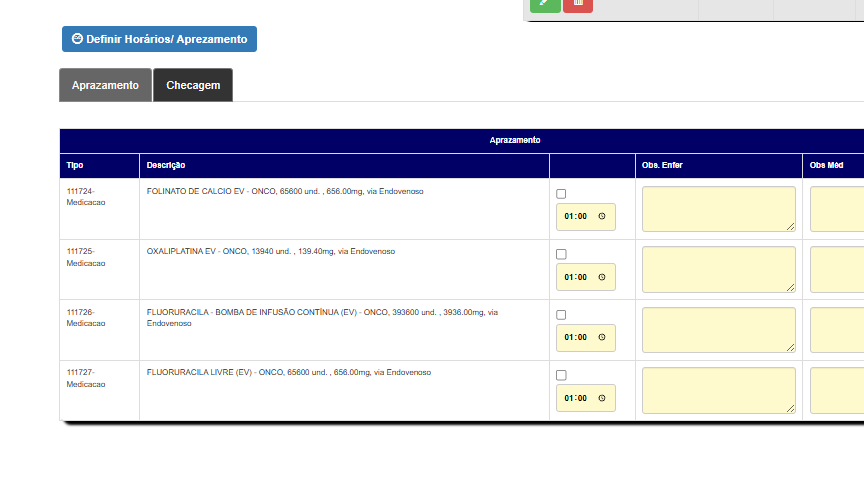 Definir Horários/ Aprezamento
Aprazamento Checagem
Aprazamento
Tipo Descrição Obs. Enfer Obs Méd
111724- FOLINATO DE CALCIO EV - ONCO, 65600 und. , 656.00mg, via Endovenoso
Medicacao
01:00
111725- OXALIPLATINA EV - ONCO, 13940 und. , 139.40mg, via Endovenoso
Medicacao
01:00
111726- FLUORURACILA - BOMBA DE INFUSÃO CONTÍNUA (EV) - ONCO, 393600 und. , 3936.00mg, via
Medicacao Endovenoso
01:00
111727- FLUORURACILA LIVRE (EV) - ONCO, 65600 und. , 656.00mg, via Endovenoso
Medicacao
01:00